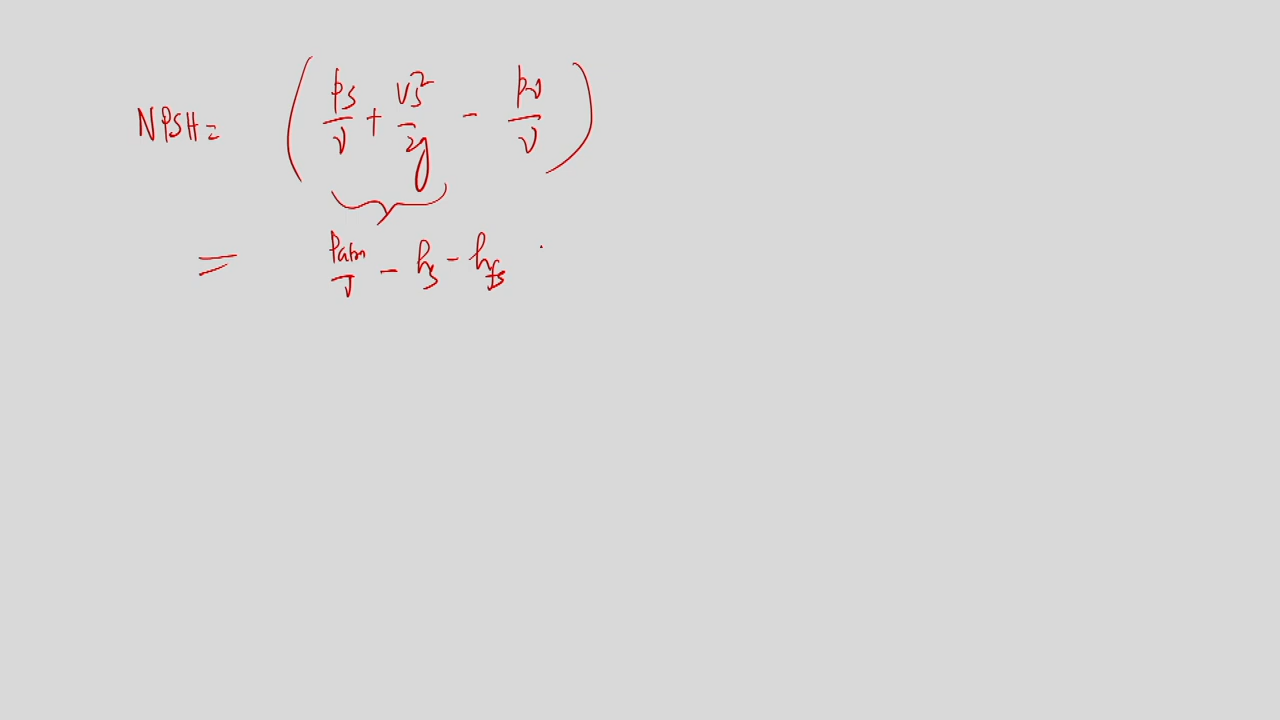 NPSH = ( ps/γ + vs²/2g - pv/γ )
= patm/γ - hs - hfs